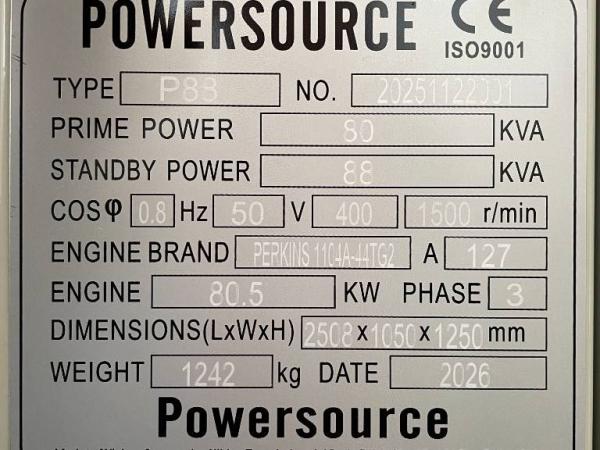 POWERSOURCE CE
ISO9001
TYPE P88 NO. 20251122001
PRIME POWER 80 KVA
STANDBY POWER 88 KVA
COSφ 0.8 Hz 50 V 400 1500 r/min
ENGINE BRAND PERKINS 1104A-44TG2 A 127
ENGINE 80.5 KW PHASE 3
DIMENSIONS(LxWxH) 2508 x 1050 x 1250 mm
WEIGHT 1242 kg DATE 2026
Powersource